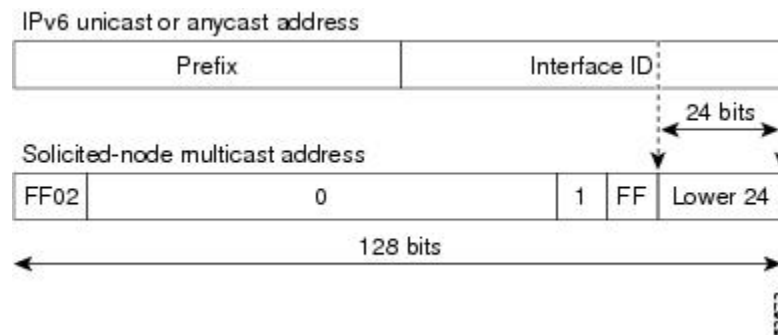 IPv6 unicast or anycast address
Prefix Interface ID
24 bits
Solicited-node multicast address
FF02 0 1 FF Lower 24
128 bits